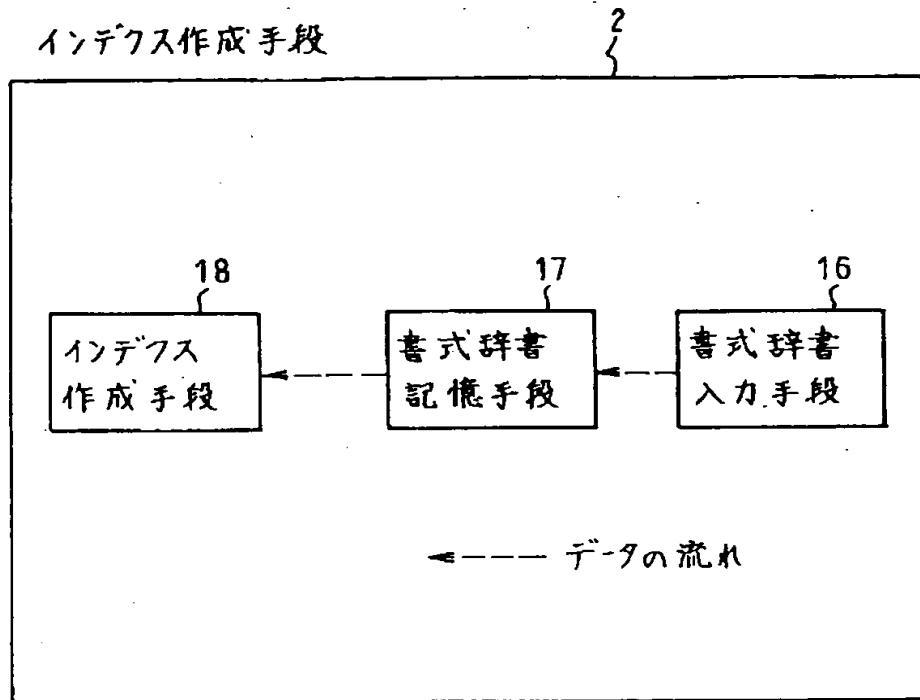 インデクス作成手段
2
18
インデクス
作成手段
17
書式辞書
記憶手段
16
書式辞書
入力手段
データの流れ